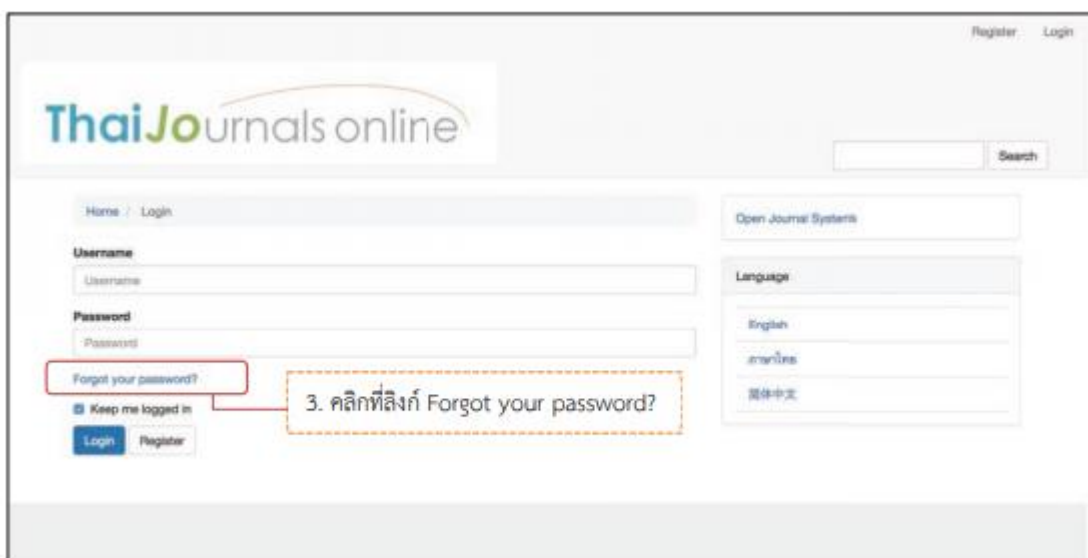 Register Login
ThaiJournals online
Search
Home / Login
Open Journal Systems
Username
Username
Language
Password
Password
English
Forgot your password?
ภาษาไทย
3. คลิกที่ลิงก์ Forgot your password?
Keep me logged in
简体中文
Login Register